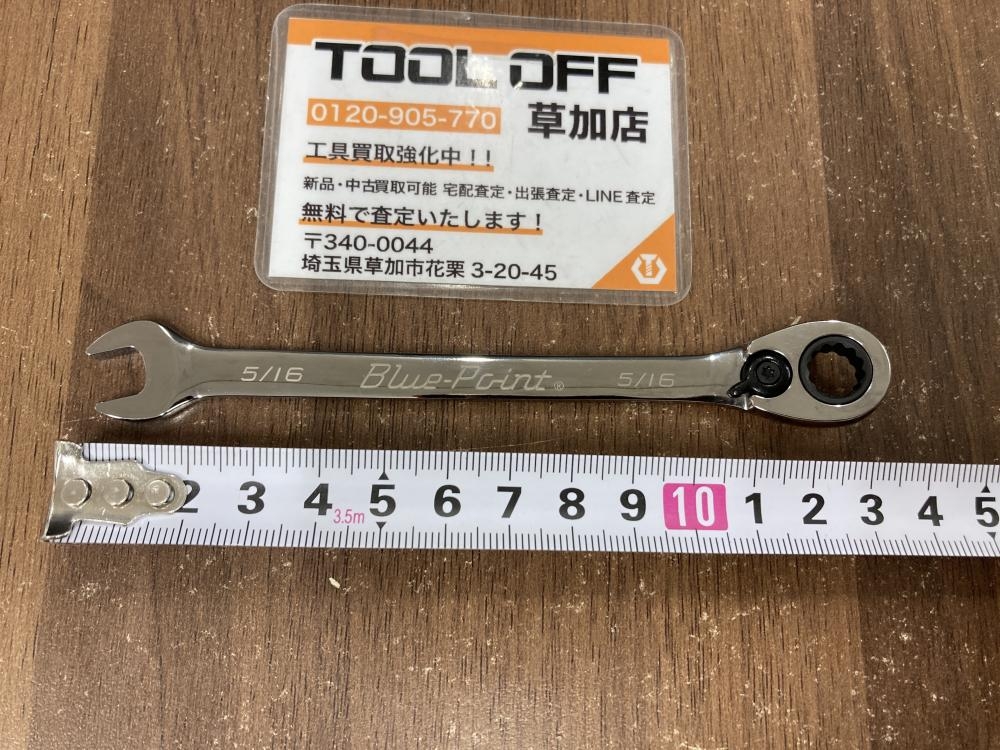 TOOL OFF
0120-905-770 草加店
工具買取強化中！！
新品・中古買取可能 宅配査定・出張査定・LINE査定
無料で査定いたします！
〒340-0044
埼玉県草加市花栗 3-20-45
5/16 Blue-Point® 5/16
2 3 4 5 6 7 8 9 10 1 2 3 4 5
3.5m